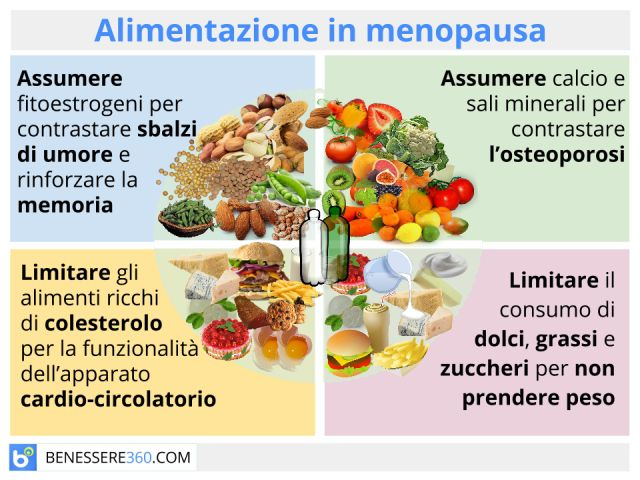 Alimentazione in menopausa
Assumere
fitoestrogeni per
contrastare sbalzi
di umore e
rinforzare la
memoria
Assumere calcio e
sali minerali per
contrastare
l'osteoporosi
Limitare gli
alimenti ricchi
di colesterolo
per la funzionalità
dell'apparato
cardio-circolatorio
Limitare il
consumo di
dolci, grassi e
zuccheri per non
prendere peso
b
BENESSERE360.COM